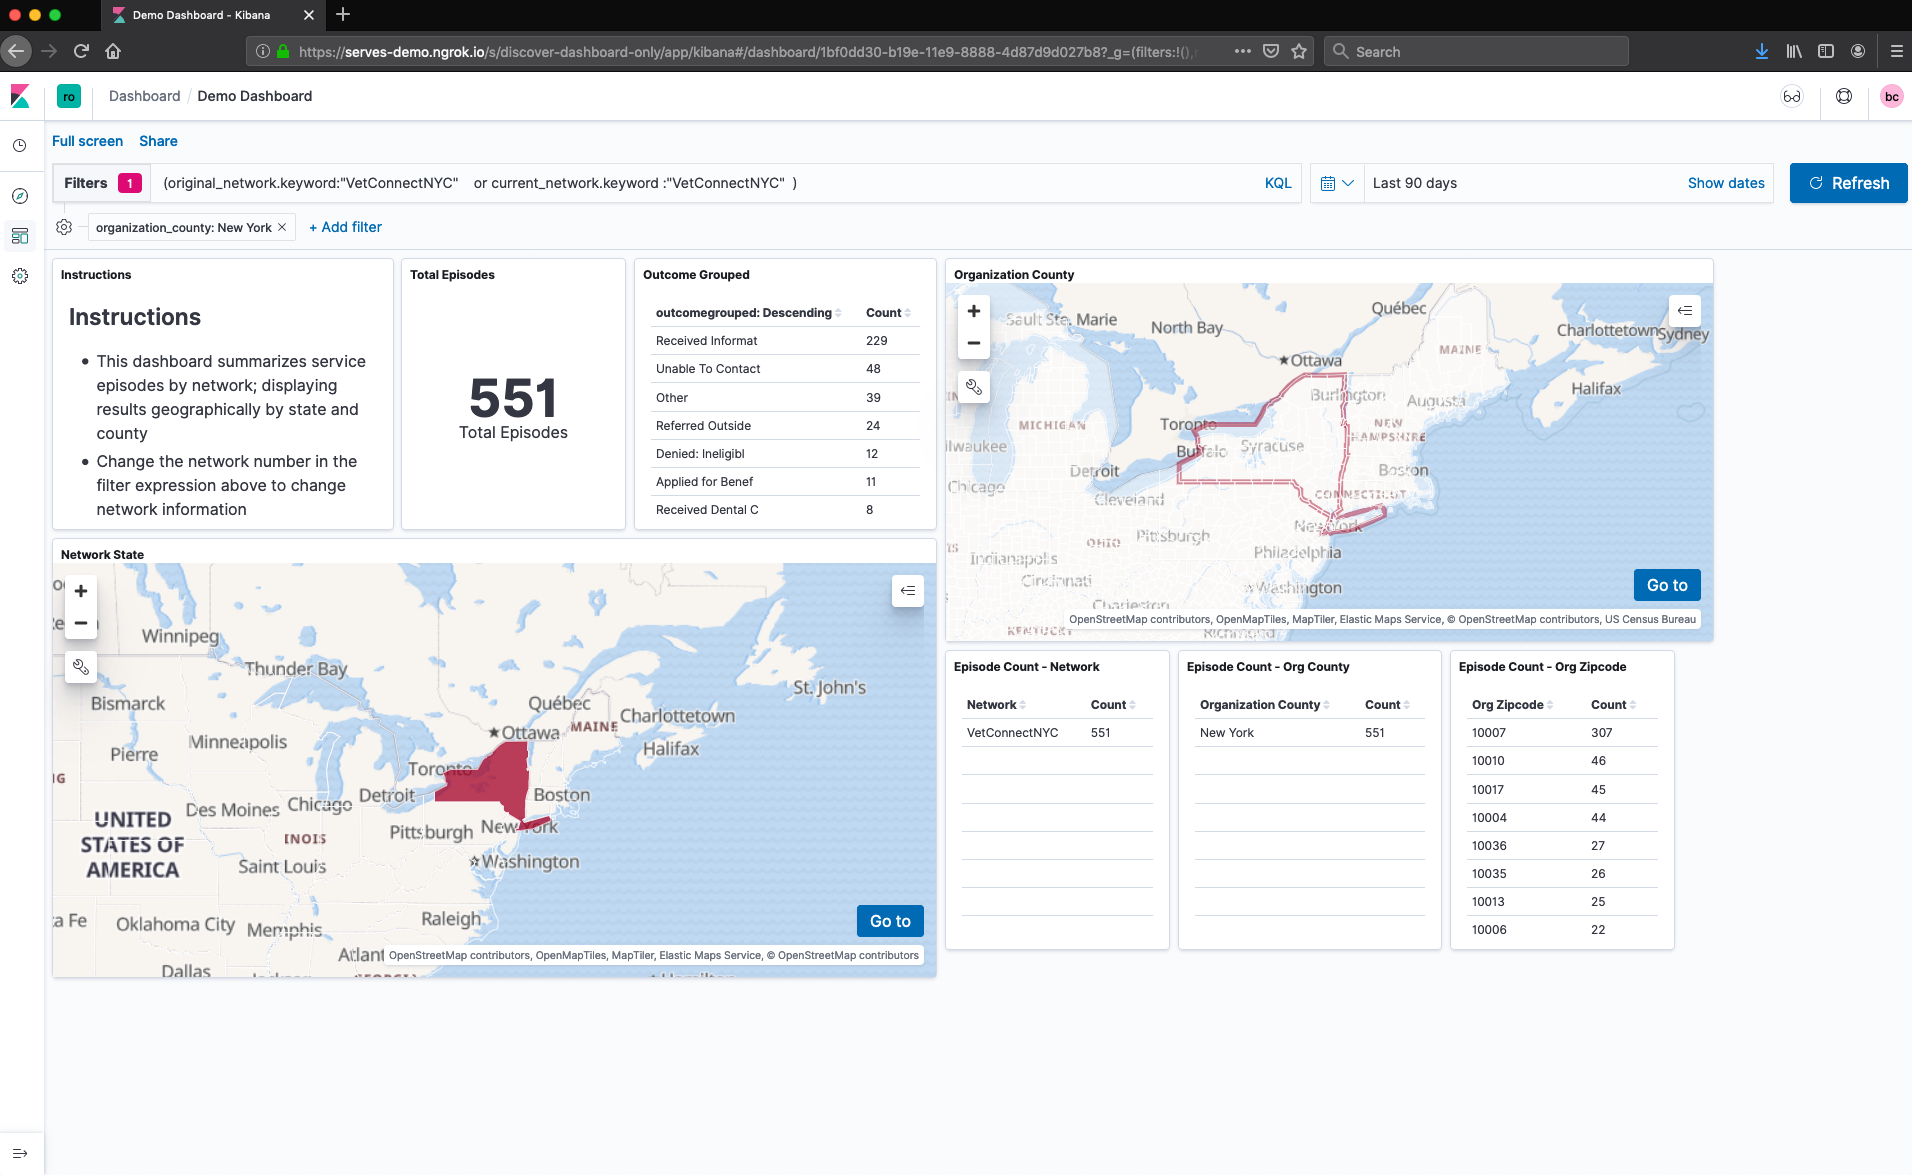 Demo Dashboard - Kibana
https://serves-demo.ngrok.io/s/discover-dashboard-only/app/kibana#/dashboard/1bf0dd30-b19e-11e9-8888-4d87d9d027b8?_g=(filters:!(),
Search
ro
Dashboard / Demo Dashboard
bc
Full screen Share
Filters 1 (original_network.keyword:"VetConnectNYC" or current_network.keyword :"VetConnectNYC" )
KQL
Last 90 days
Show dates
Refresh
organization_county: New York
+ Add filter
Instructions
Instructions
• This dashboard summarizes service
episodes by network; displaying
results geographically by state and
county
• Change the network number in the
filter expression above to change
network information
Total Episodes
551
Total Episodes
Outcome Grouped
outcomegrouped: Descending Count
Received Informat 229
Unable To Contact 48
Other 39
Referred Outside 24
Denied: Ineligibl 12
Applied for Benef 11
Received Dental C 8
Organization County
Québec
Sault Ste. Marie
North Bay
Charlottetown
Sydney
MAINE
Ottawa
Halifax
Burlington
Augusta
Toronto
MICHIGAN
NEW
HAMPSHIRE
ilwaukee
Buffalo
Syracuse
Detroit
Boston
Chicago
Cleveland
CONNECTICUT
New York
Pittsburgh
OHIO
Philadelphia
Indianapolis
Cincinnati
Washington
Charleston
KENTUCKY
Richmond
Go to
OpenStreetMap contributors, OpenMapTiles, MapTiler, Elastic Maps Service, © OpenStreetMap contributors, US Census Bureau
Network State
Winnipeg
Thunder Bay
St. John's
Bismarck
Québec
MAINE
Charlottetown
Ottawa
Minneapolis
Halifax
Pierre
Toronto
Des Moines
Chicago
Detroit
Boston
UNITED
STATES OF
AMERICA
Pittsburgh
New York
INOIS
Saint Louis
Washington
a Fe
Oklahoma City
Memphis
Raleigh
Atlant
Dallas
Jackson
GEORGIA
Hamilton
Go to
OpenStreetMap contributors, OpenMapTiles, MapTiler, Elastic Maps Service, © OpenStreetMap contributors
Episode Count - Network
Network Count
VetConnectNYC 551
Episode Count - Org County
Organization County Count
New York 551
Episode Count - Org Zipcode
Org Zipcode Count
10007 307
10010 46
10017 45
10004 44
10036 27
10035 26
10013 25
10006 22